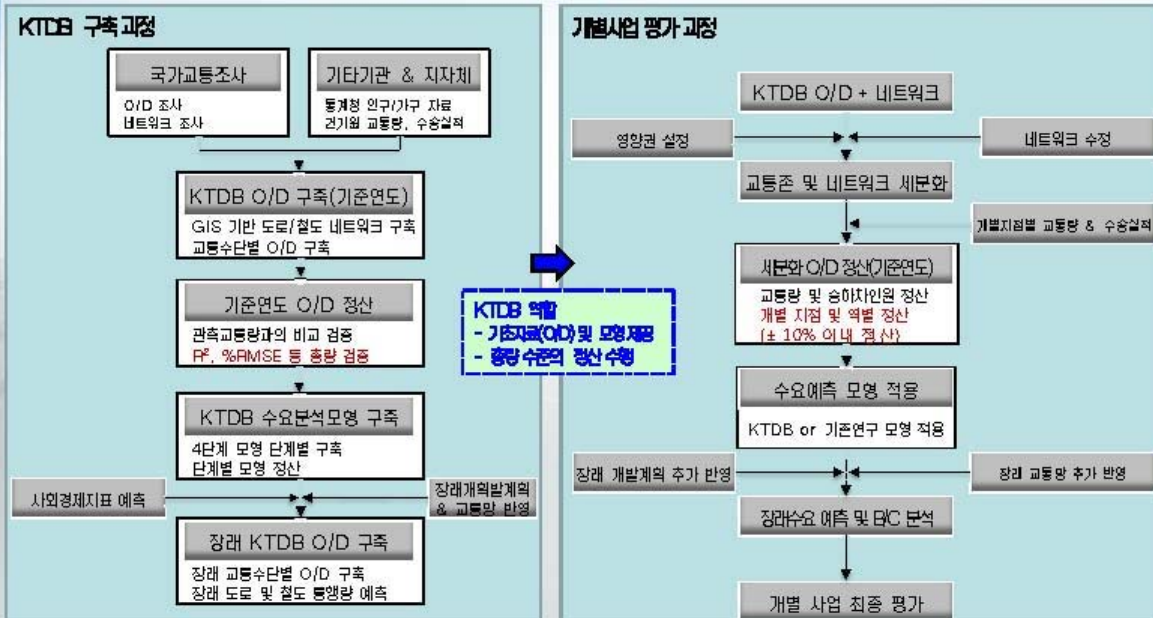 KTDB 구축 과정
국가교통조사
O/D 조사
네트워크 조사
기타기관 & 지자체
통계청 인구/가구 자료
건기원 교통량, 수송실적
KTDB O/D 구축(기준연도)
GIS 기반 도로/철도 네트워크 구축
교통수단별 O/D 구축
기준연도 O/D 정산
관측교통량과의 비교 검증
R², %RMSE 등 총량 검증
KTDB 수요분석모형 구축
4단계 모형 단계별 구축
단계별 모형 정산
사회경제지표 예측
장래개획발계획
& 교통망 반영
장래 KTDB O/D 구축
장래 교통수단별 O/D 구축
장래 도로 및 철도 통행량 예측
KTDB 역할
- 기초자료(O/D) 및 모형 제공
- 총량 수준의 정산 수행
개별사업 평가 과정
KTDB O/D + 네트워크
영향권 설정
네트워크 수정
교통존 및 네트워크 세분화
개별지점별 교통량 & 수송실적
세분화 O/D 정산(기준연도)
교통량 및 승하차인원 정산
개별 지점 및 역별 정산
(± 10% 이내 정산)
수요예측 모형 적용
KTDB or 기존연구 모형 적용
장래 개발계획 추가 반영
장래 교통망 추가 반영
장래수요 예측 및 B/C 분석
개별 사업 최종 평가